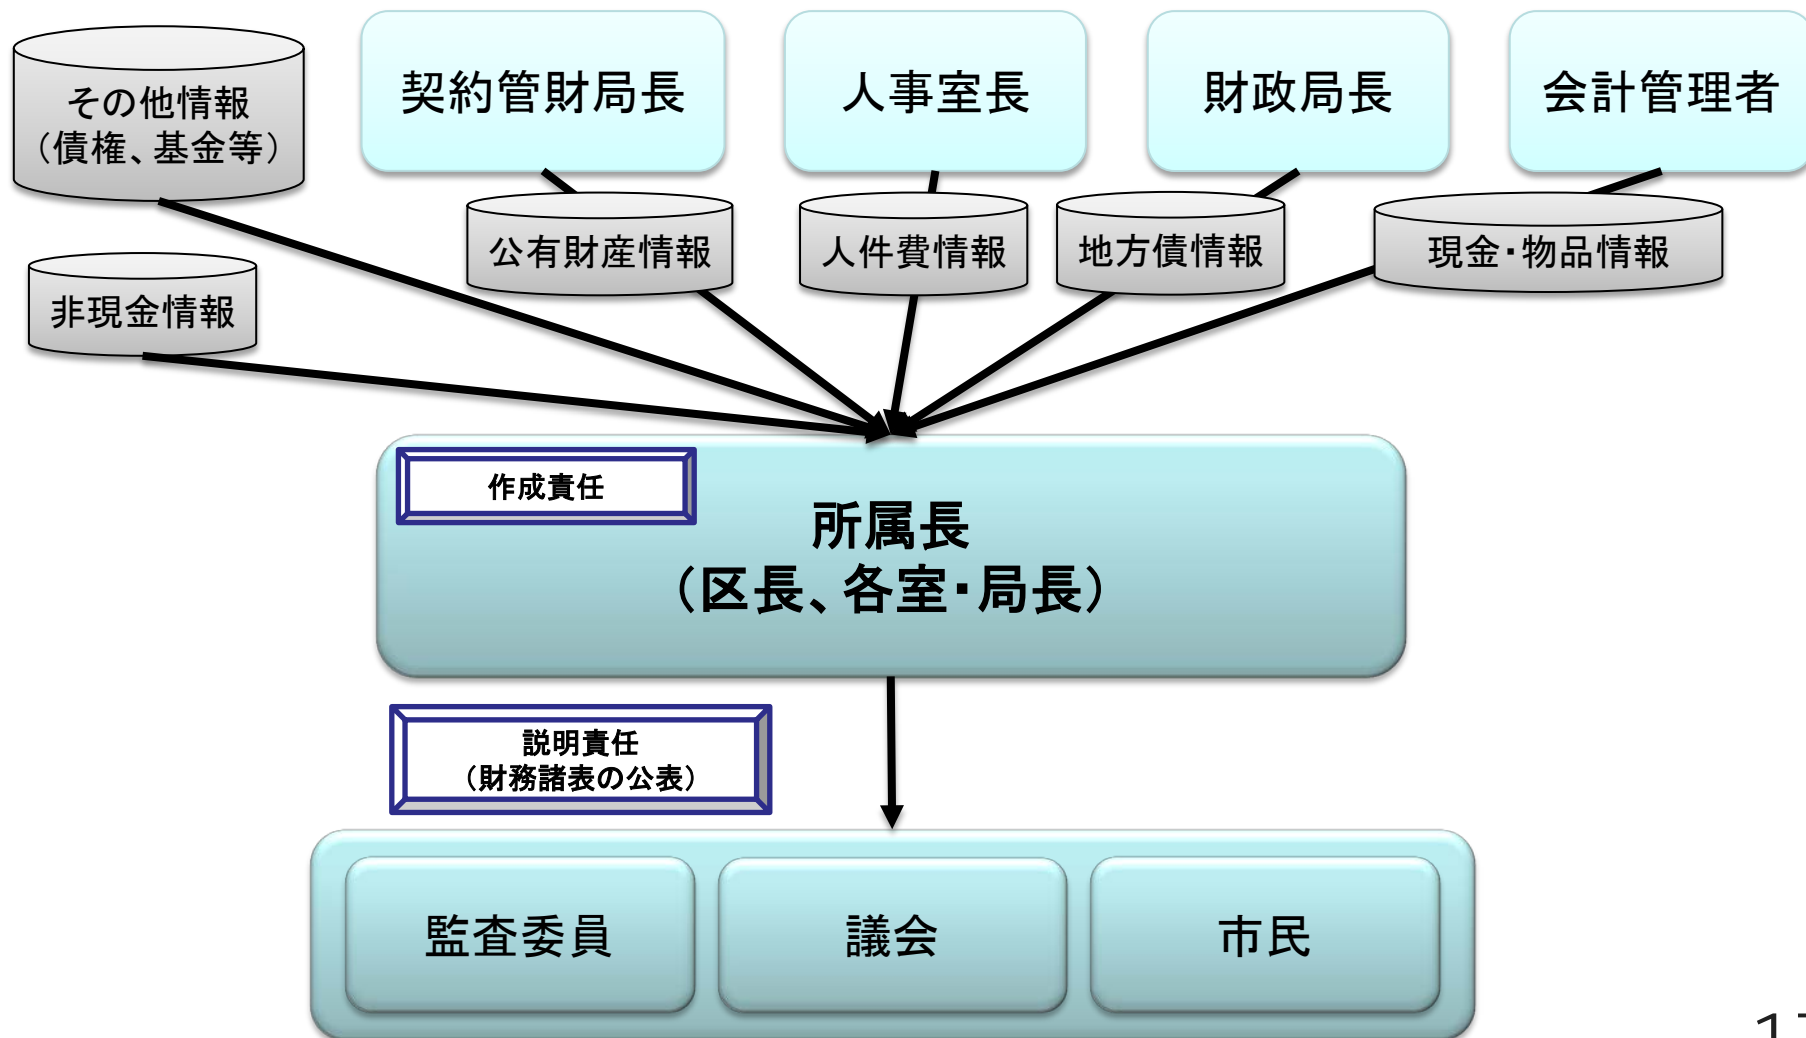 その他情報
（債権、基金等）
契約管財局長
人事室長
財政局長
会計管理者
公有財産情報
人件費情報
地方債情報
現金・物品情報
非現金情報
作成責任
所属長
（区長、各室・局長）
説明責任
（財務諸表の公表）
監査委員
議会
市民